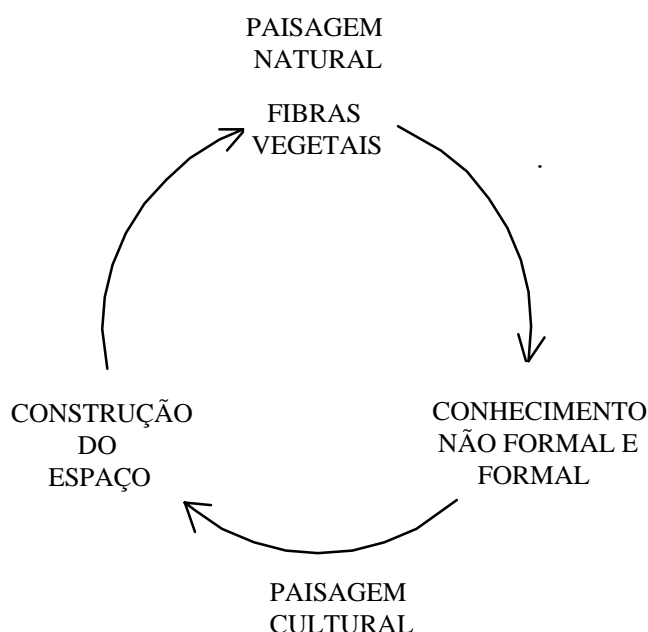 PAISAGEM
NATURAL
FIBRAS
VEGETAIS
CONSTRUÇÃO
DO
ESPAÇO
CONHECIMENTO
NÃO FORMAL E
FORMAL
PAISAGEM
CULTURAL